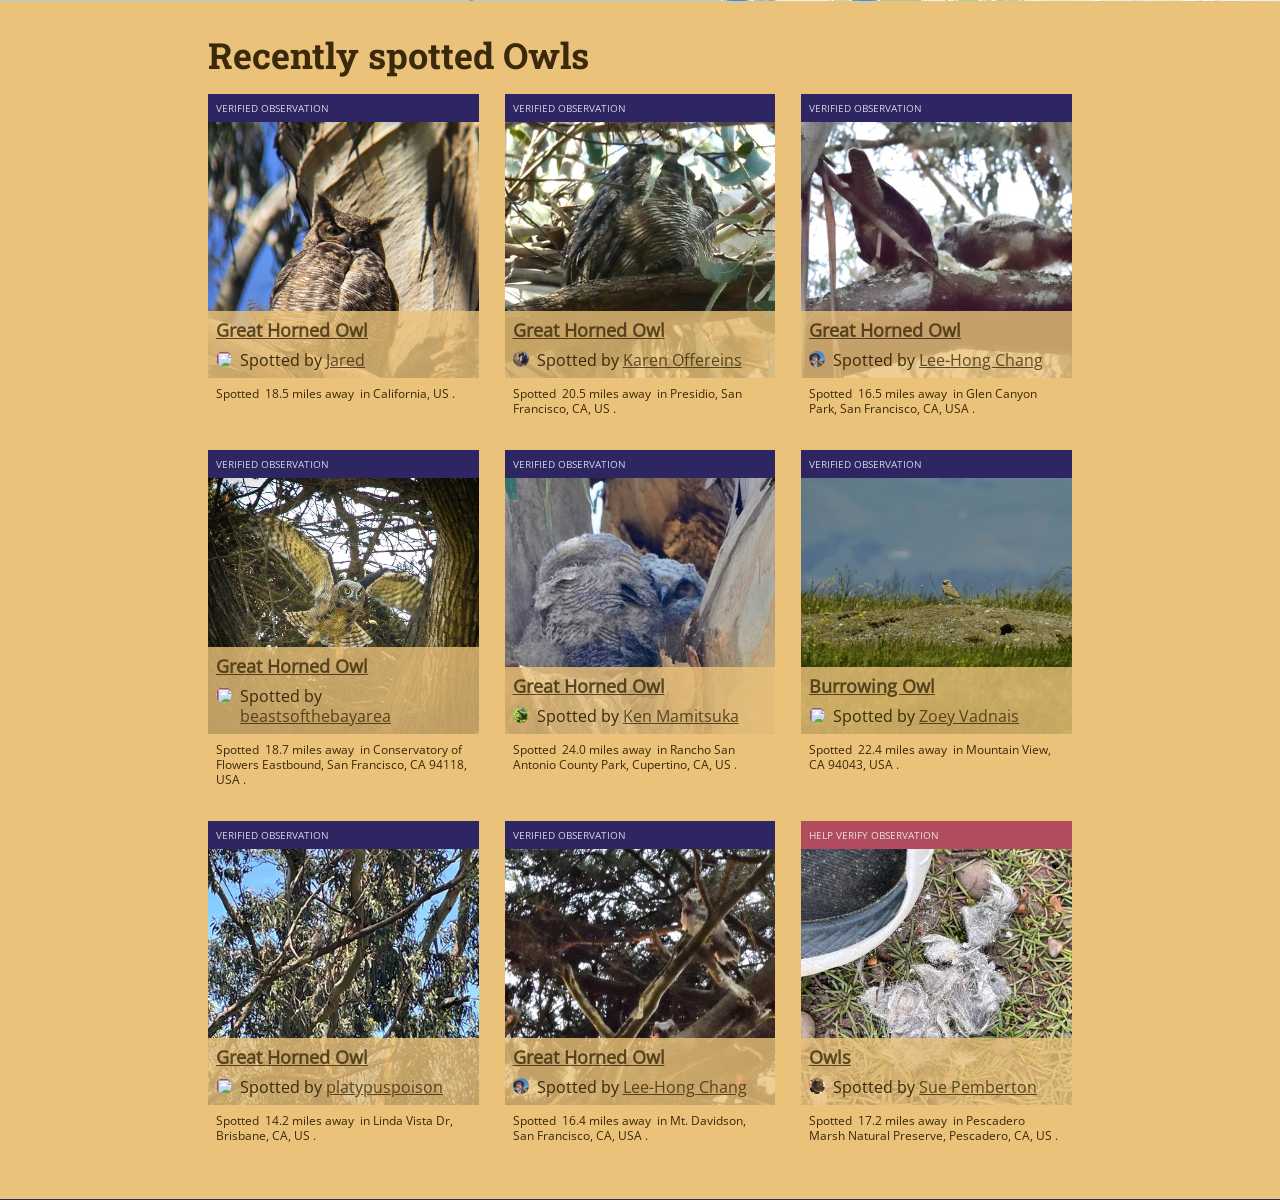 Recently spotted Owls
VERIFIED OBSERVATION
Great Horned Owl
Spotted by Jared
Spotted 18.5 miles away in California, US .
VERIFIED OBSERVATION
Great Horned Owl
Spotted by Karen Offereins
Spotted 20.5 miles away in Presidio, San
Francisco, CA, US .
VERIFIED OBSERVATION
Great Horned Owl
Spotted by Lee-Hong Chang
Spotted 16.5 miles away in Glen Canyon
Park, San Francisco, CA, USA .
VERIFIED OBSERVATION
Great Horned Owl
Spotted by
beastsofthebayarea
Spotted 18.7 miles away in Conservatory of
Flowers Eastbound, San Francisco, CA 94118,
USA .
VERIFIED OBSERVATION
Great Horned Owl
Spotted by Ken Mamitsuka
Spotted 24.0 miles away in Rancho San
Antonio County Park, Cupertino, CA, US .
VERIFIED OBSERVATION
Burrowing Owl
Spotted by Zoey Vadnais
Spotted 22.4 miles away in Mountain View,
CA 94043, USA .
VERIFIED OBSERVATION
Great Horned Owl
Spotted by platypuspoison
Spotted 14.2 miles away in Linda Vista Dr,
Brisbane, CA, US .
VERIFIED OBSERVATION
Great Horned Owl
Spotted by Lee-Hong Chang
Spotted 16.4 miles away in Mt. Davidson,
San Francisco, CA, USA .
HELP VERIFY OBSERVATION
Owls
Spotted by Sue Pemberton
Spotted 17.2 miles away in Pescadero
Marsh Natural Preserve, Pescadero, CA, US .